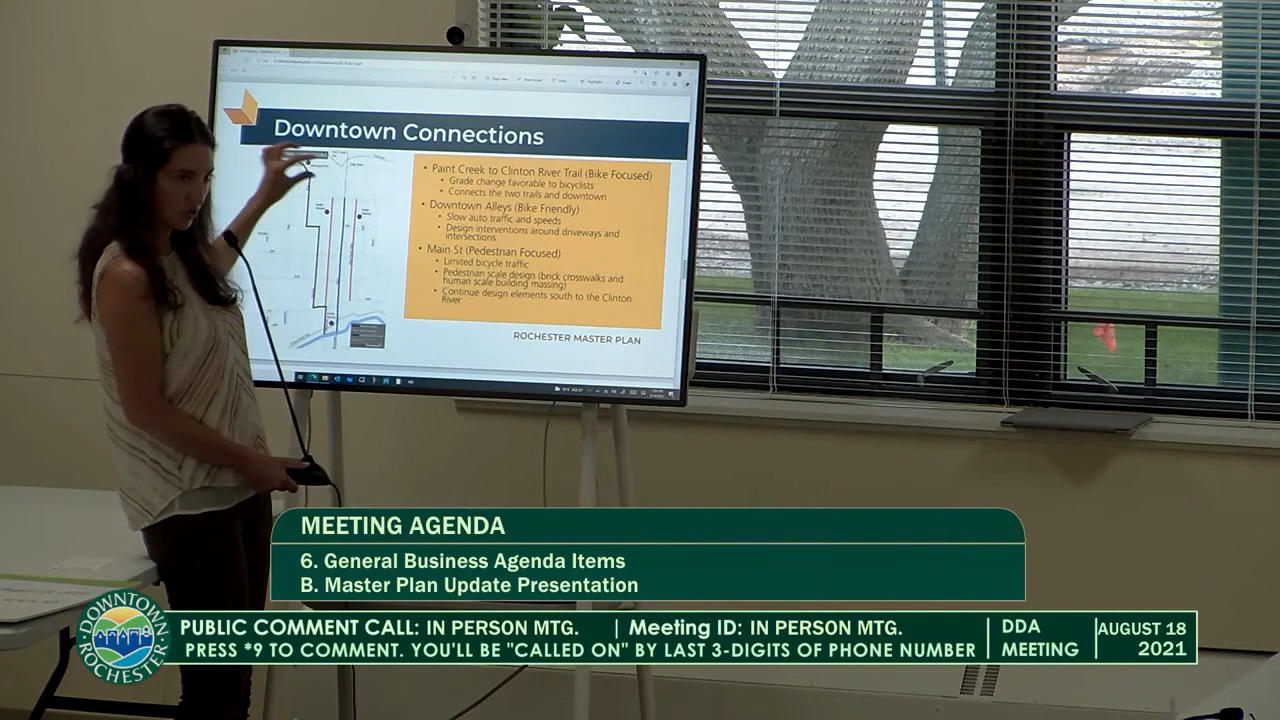 Downtown Connections
• Paint Creek to Clinton River Trail (Bike Focused)
• Grade change favorable to bicyclists
• Connects the two trails and downtown
• Downtown Alleys (Bike Friendly)
• Slow auto traffic and speeds
• Design interventions around driveways and
intersections
• Main St (Pedestrian Focused)
• Limited bicycle traffic
• Pedestrian scale design (brick crosswalks and
human scale building massing)
• Continue design elements south to the Clinton
River
ROCHESTER MASTER PLAN
MEETING AGENDA
6. General Business Agenda Items
B. Master Plan Update Presentation
DOWNTOWN
ROCHESTER
PUBLIC COMMENT CALL: IN PERSON MTG. | Meeting ID: IN PERSON MTG.
PRESS *9 TO COMMENT. YOU'LL BE "CALLED ON" BY LAST 3-DIGITS OF PHONE NUMBER
DDA
MEETING
AUGUST 18
2021